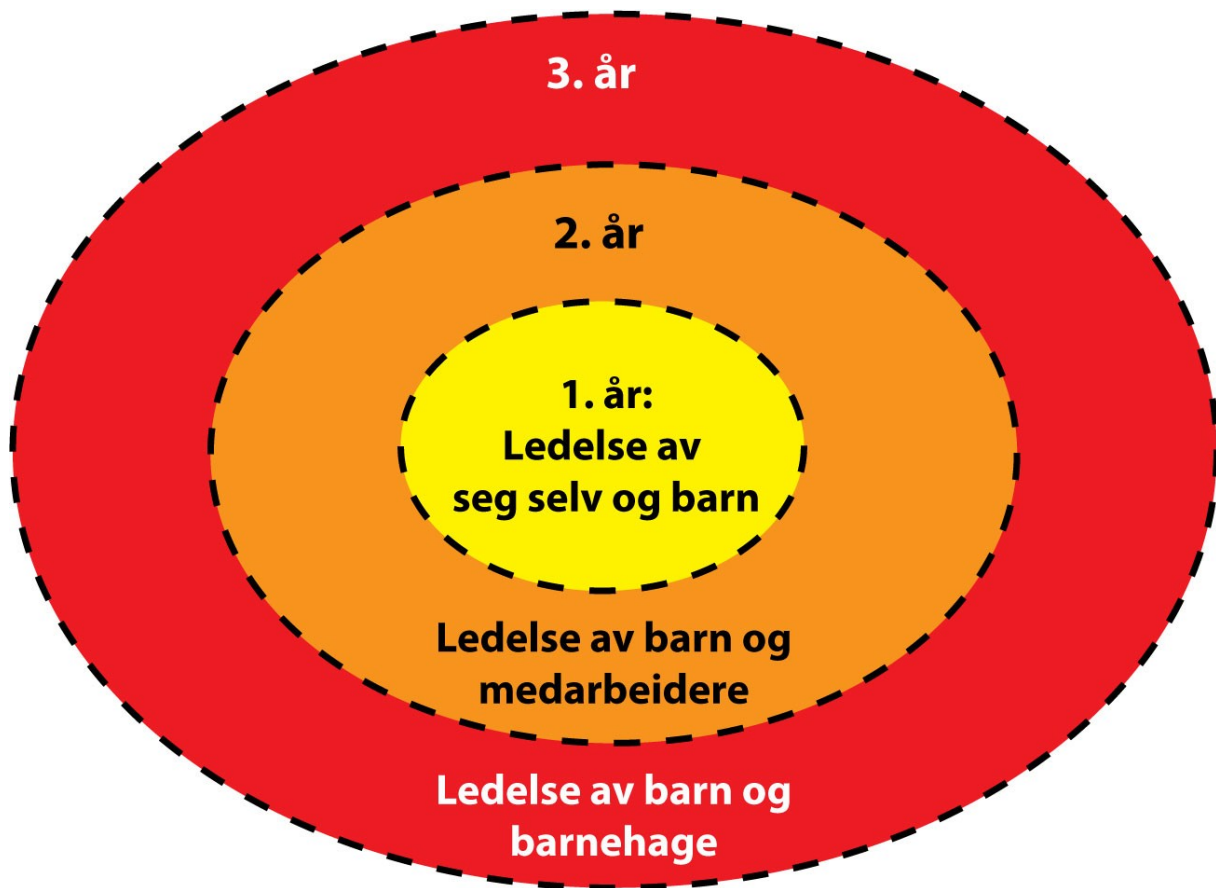 3. år
2. år
1. år:
Ledelse av
seg selv og barn
Ledelse av barn og
medarbeidere
Ledelse av barn og
barnehage